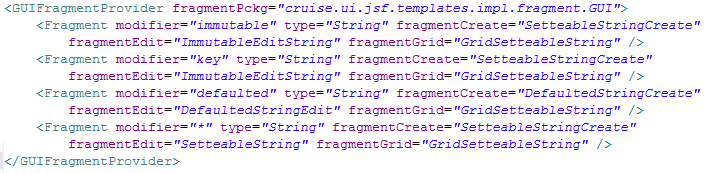 <GUIFragmentProvider fragmentPckg="cruise.ui.jsf.templates.impl.fragment.GUI">
<Fragment modifier="immutable" type="String" fragmentCreate="SetteableStringCreate"
fragmentEdit="ImmutableEditString" fragmentGrid="GridSetteableString" />
<Fragment modifier="key" type="String" fragmentCreate="SetteableStringCreate"
fragmentEdit="ImmutableEditString" fragmentGrid="GridSetteableString" />
<Fragment modifier="defaulted" type="String" fragmentCreate="DefaultedStringCreate"
fragmentEdit="DefaultedStringEdit" fragmentGrid="GridSetteableString" />
<Fragment modifier="*" type="String" fragmentCreate="SetteableStringCreate"
fragmentEdit="SetteableString" fragmentGrid="GridSetteableString" />
</GUIFragmentProvider>